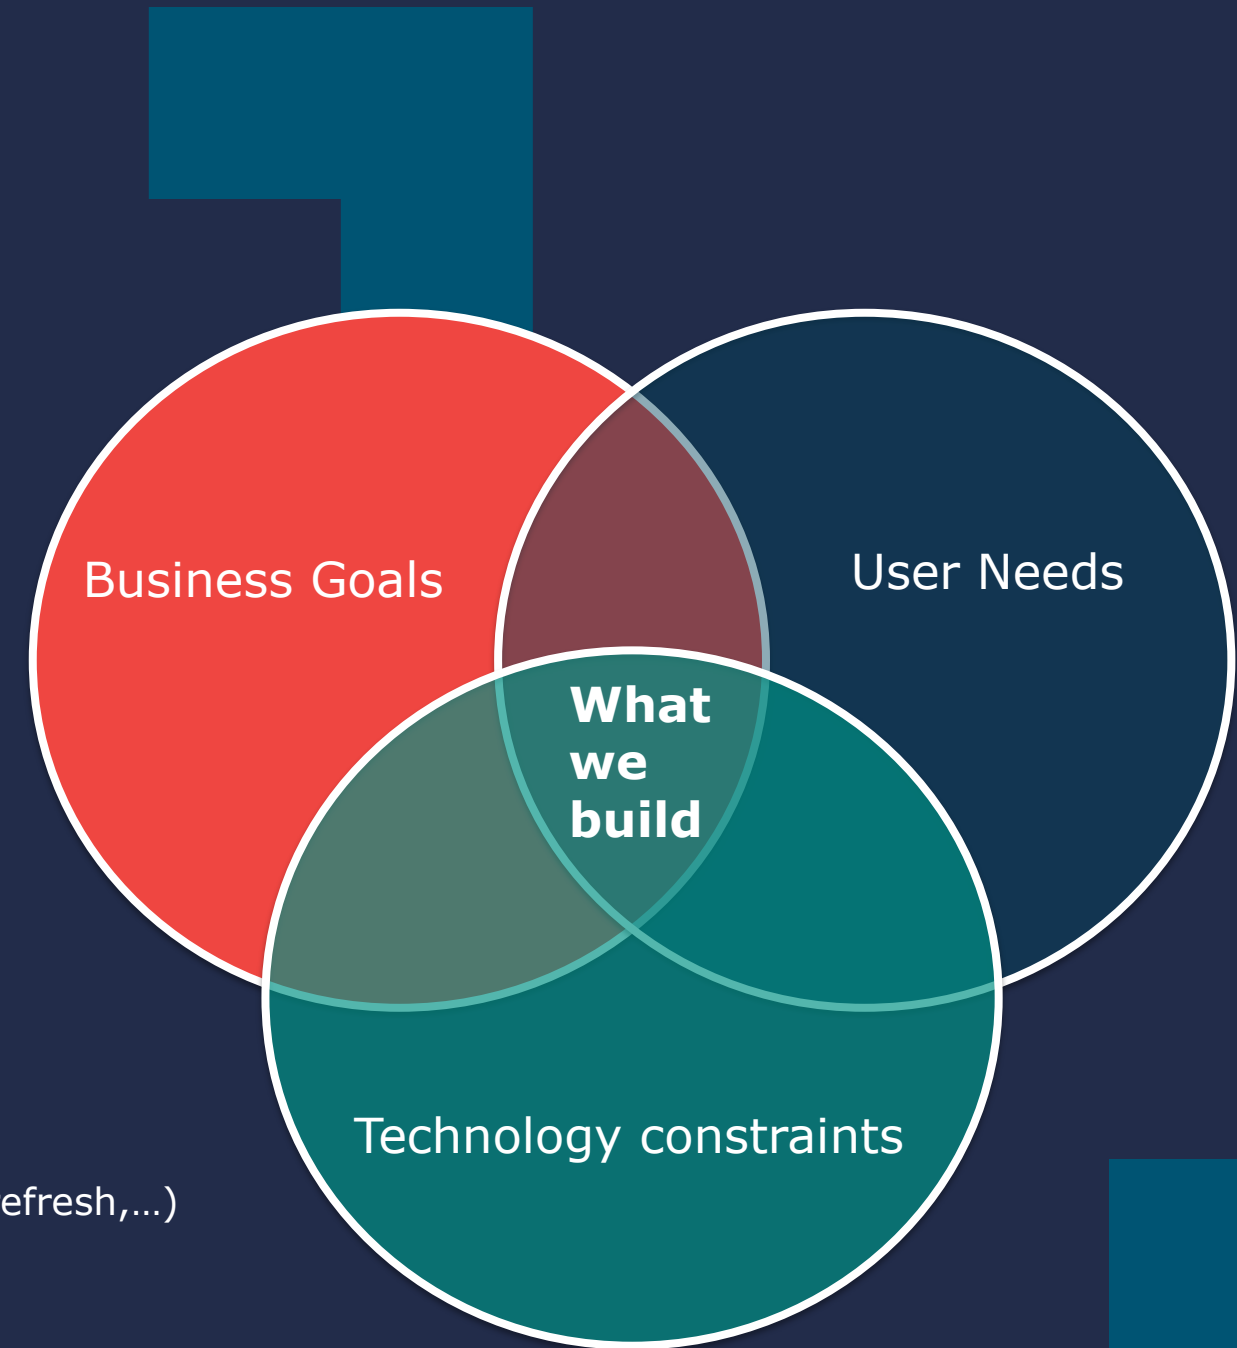 Business Goals
User Needs
What
we
build
Technology constraints
efresh,...)